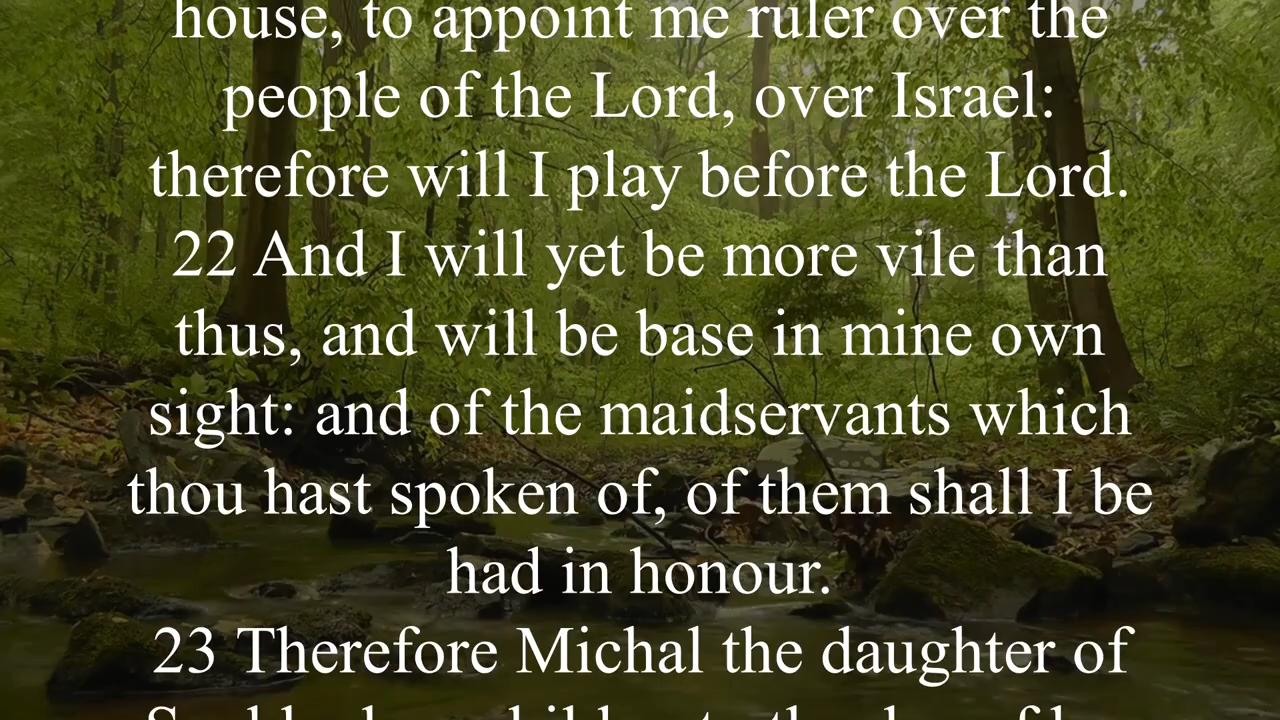 house, to appoint me ruler over the
people of the Lord, over Israel:
therefore will I play before the Lord.
22 And I will yet be more vile than
thus, and will be base in mine own
sight: and of the maidservants which
thou hast spoken of, of them shall I be
had in honour.
23 Therefore Michal the daughter of